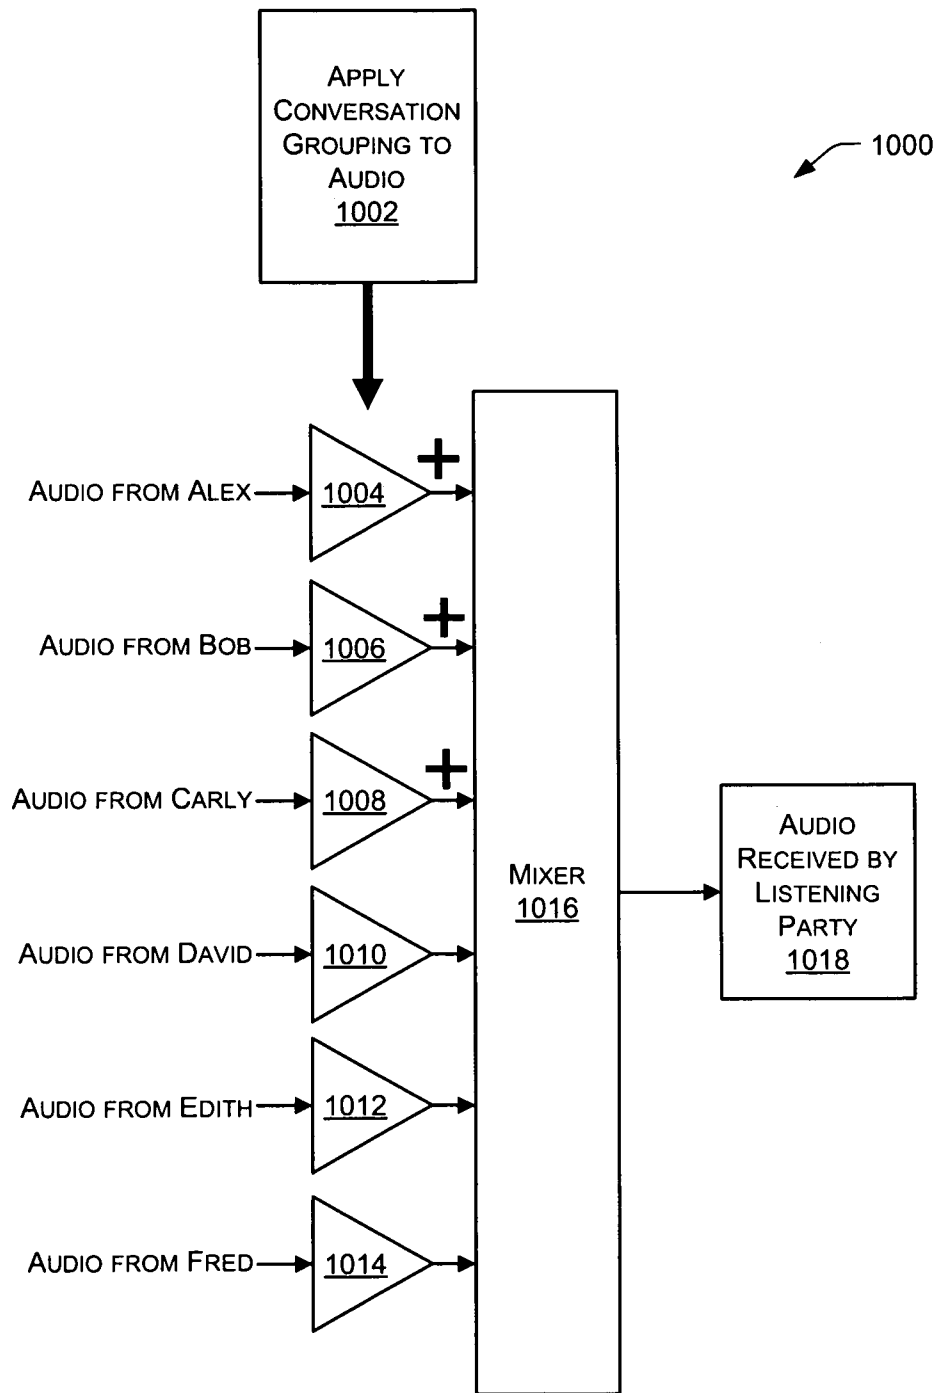 APPLY
CONVERSATION
GROUPING TO
AUDIO
1002
1000
AUDIO FROM ALEX
1004
+
AUDIO FROM BOB
1006
+
AUDIO FROM CARLY
1008
+
AUDIO FROM DAVID
1010
AUDIO FROM EDITH
1012
AUDIO FROM FRED
1014
MIXER
1016
AUDIO
RECEIVED BY
LISTENING
PARTY
1018